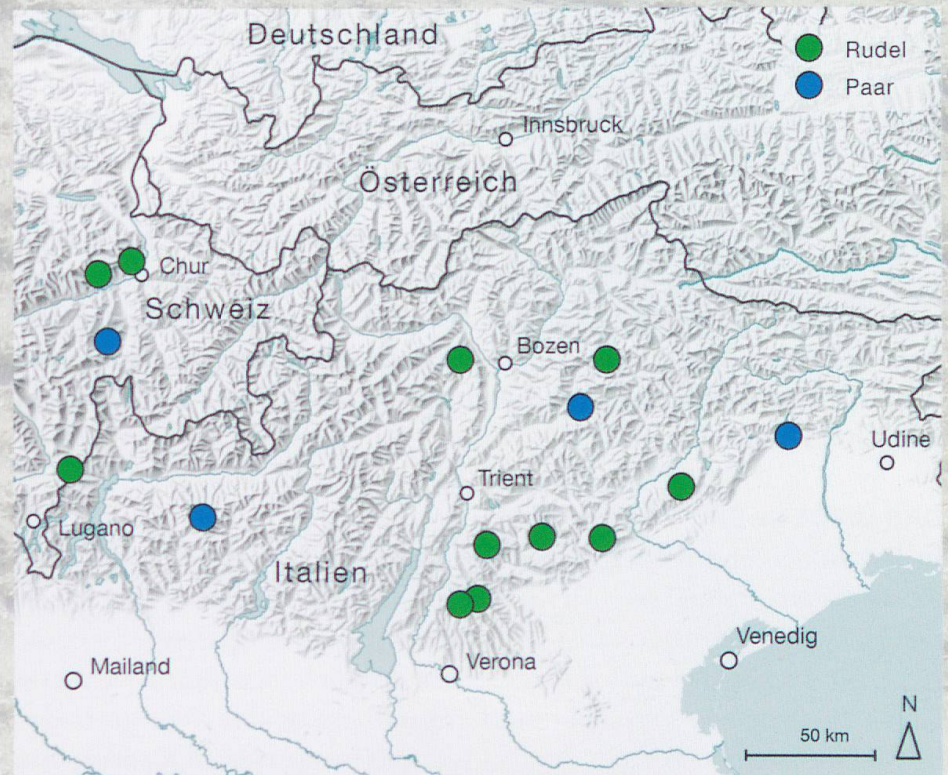 Deutschland
Rudel
Paar
Innsbruck
Österreich
Chur
Schweiz
Bozen
Udine
Trient
Lugano
Italien
Venedig
Mailand
Verona
N
50 km